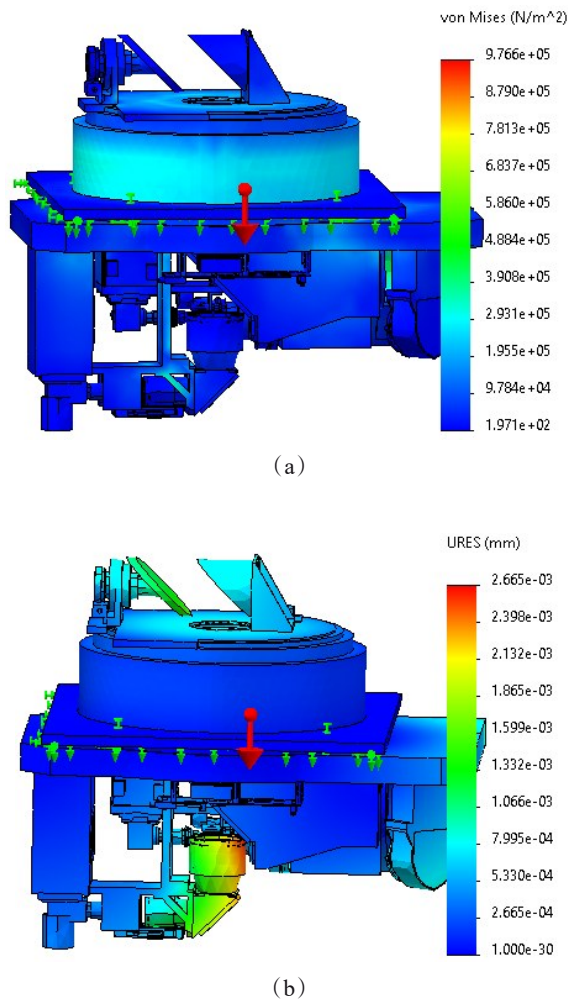 von Mises (N/m^2)
9.766e+05
8.790e+05
7.813e+05
6.837e+05
5.860e+05
4.884e+05
3.908e+05
2.931e+05
1.955e+05
9.784e+04
1.971e+02
(a)
URES (mm)
2.665e-03
2.398e-03
2.132e-03
1.865e-03
1.599e-03
1.332e-03
1.066e-03
7.995e-04
5.330e-04
2.665e-04
1.000e-30
(b)